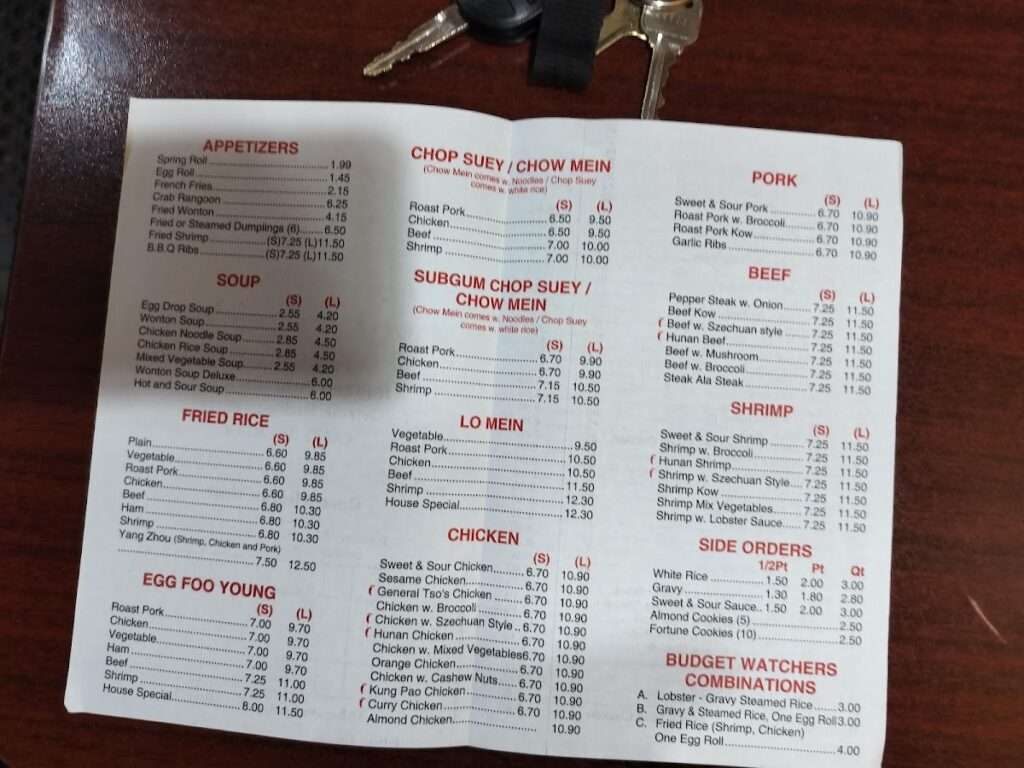 APPETIZERS
Spring Roll 1.99
Egg Roll 1.45
French Fries 2.15
Crab Rangoon 6.25
Fried Wonton 4.15
Fried or Steamed Dumplings (6) 6.50
Fried Shrimp (S)7.25 (L)11.50
B.B.Q Ribs (S)7.25 (L)11.50
SOUP
(S) (L)
Egg Drop Soup 2.55 4.20
Wonton Soup 2.55 4.20
Chicken Noodle Soup 2.85 4.50
Chicken Rice Soup 2.85 4.50
Mixed Vegetable Soup 2.55 4.20
Wonton Soup Deluxe 6.00
Hot and Sour Soup 6.00
FRIED RICE
(S) (L)
Plain 6.60 9.85
Vegetable 6.60 9.85
Roast Pork 6.60 9.85
Chicken 6.60 9.85
Beef 6.80 10.30
Ham 6.80 10.30
Shrimp 6.80 10.30
Yang Zhou (Shrimp, Chicken and Pork)
7.50 12.50
EGG FOO YOUNG
(S) (L)
Roast Pork 7.00 9.70
Chicken 7.00 9.70
Vegetable 7.00 9.70
Ham 7.00 9.70
Beef 7.25 11.00
Shrimp 7.25 11.00
House Special 8.00 11.50
CHOP SUEY / CHOW MEIN
(Chow Mein comes w. Noodles / Chop Suey
comes w. white rice)
(S) (L)
Roast Pork 6.50 9.50
Chicken 6.50 9.50
Beef 7.00 10.00
Shrimp 7.00 10.00
SUBGUM CHOP SUEY /
CHOW MEIN
(Chow Mein comes w. Noodles / Chop Suey
comes w. white rice)
(S) (L)
Roast Pork 6.70 9.90
Chicken 6.70 9.90
Beef 7.15 10.50
Shrimp 7.15 10.50
LO MEIN
Vegetable 9.50
Roast Pork 10.50
Chicken 10.50
Beef 11.50
Shrimp 12.30
House Special 12.30
CHICKEN
(S) (L)
Sweet & Sour Chicken 6.70 10.90
Sesame Chicken 6.70 10.90
General Tso's Chicken 6.70 10.90
Chicken w. Broccoli 6.70 10.90
Chicken w. Szechuan Style 6.70 10.90
Hunan Chicken 6.70 10.90
Chicken w. Mixed Vegetables 6.70 10.90
Orange Chicken 6.70 10.90
Chicken w. Cashew Nuts 6.70 10.90
Kung Pao Chicken 6.70 10.90
Curry Chicken 6.70 10.90
Almond Chicken 10.90
PORK
(S) (L)
Sweet & Sour Pork 6.70 10.90
Roast Pork w. Broccoli 6.70 10.90
Roast Pork Kow 6.70 10.90
Garlic Ribs 6.70 10.90
BEEF
(S) (L)
Pepper Steak w. Onion 7.25 11.50
Beef Kow 7.25 11.50
Beef w. Szechuan style 7.25 11.50
Hunan Beef 7.25 11.50
Beef w. Mushroom 7.25 11.50
Beef w. Broccoli 7.25 11.50
Steak Ala Steak 7.25 11.50
SHRIMP
(S) (L)
Sweet & Sour Shrimp 7.25 11.50
Shrimp w. Broccoli 7.25 11.50
Hunan Shrimp 7.25 11.50
Shrimp w. Szechuan Style 7.25 11.50
Shrimp Kow 7.25 11.50
Shrimp Mix Vegetables 7.25 11.50
Shrimp w. Lobster Sauce 7.25 11.50
SIDE ORDERS
1/2Pt Pt Qt
White Rice 1.50 2.00 3.00
Gravy 1.30 1.80 2.80
Sweet & Sour Sauce 1.50 2.00 3.00
Almond Cookies (5) 2.50
Fortune Cookies (10) 2.50
BUDGET WATCHERS
COMBINATIONS
A. Lobster - Gravy Steamed Rice 3.00
B. Gravy & Steamed Rice, One Egg Roll 3.00
C. Fried Rice (Shrimp, Chicken)
One Egg Roll 4.00